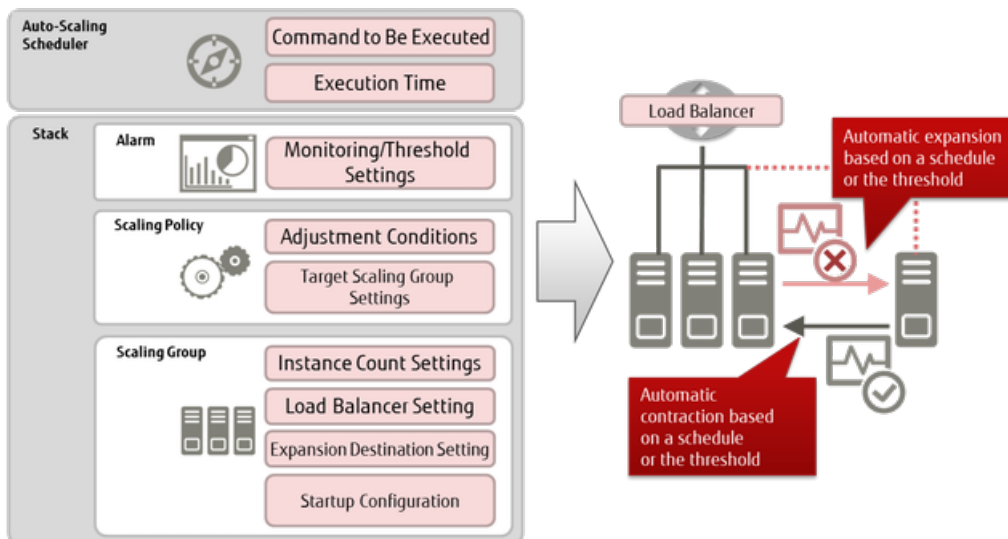 Auto-Scaling
Scheduler
Command to Be Executed
Execution Time
Stack
Alarm
Monitoring/Threshold
Settings
Scaling Policy
Adjustment Conditions
Target Scaling Group
Settings
Scaling Group
Instance Count Settings
Load Balancer Setting
Expansion Destination Setting
Startup Configuration
Load Balancer
Automatic expansion
based on a schedule
or the threshold
Automatic
contraction based
on a schedule
or the threshold